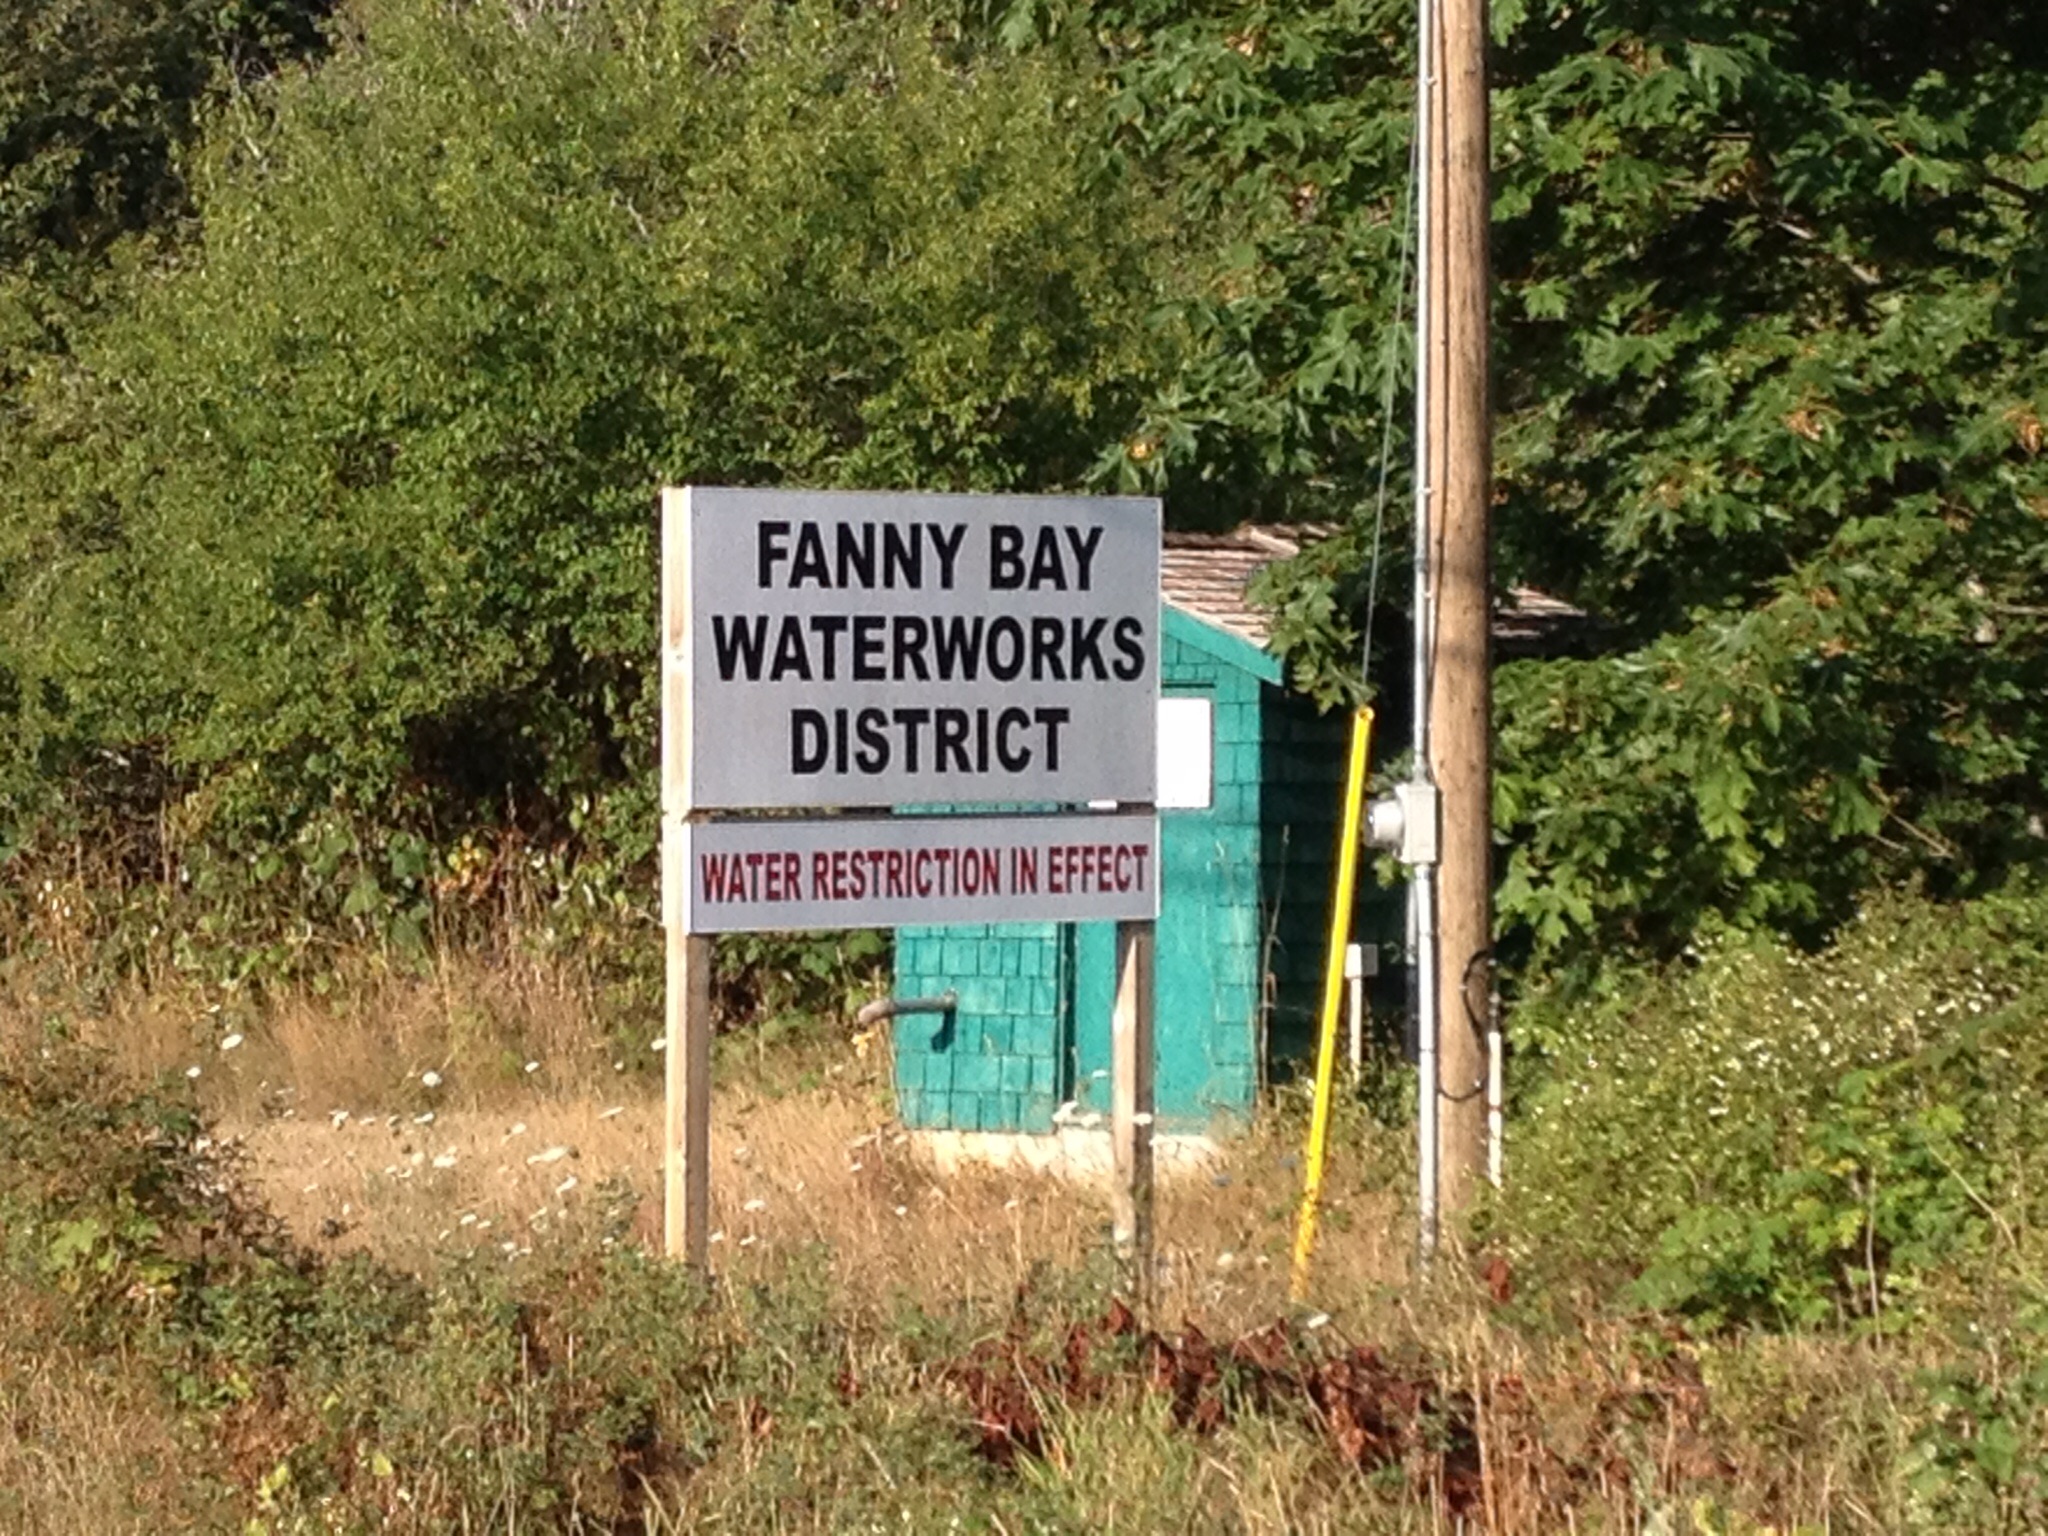 FANNY BAY
WATERWORKS
DISTRICT
WATER RESTRICTION IN EFFECT